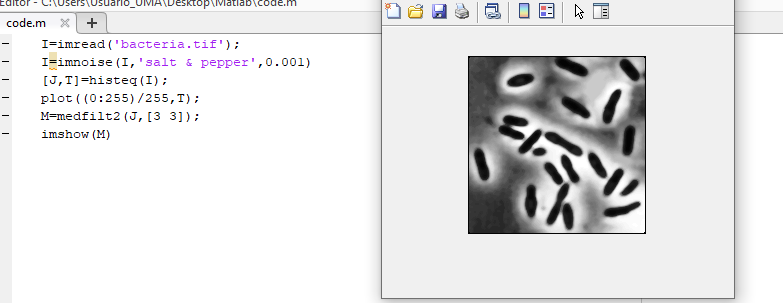 Editor - C:\Users\Usuario_UMA\Desktop\Matlab\code.m
code.m
I=imread('bacteria.tif');
I=imnoise(I,'salt & pepper',0.001)
[J,T]=histeq(I);
plot((0:255)/255,T);
M=medfilt2(J,[3 3]);
imshow(M)